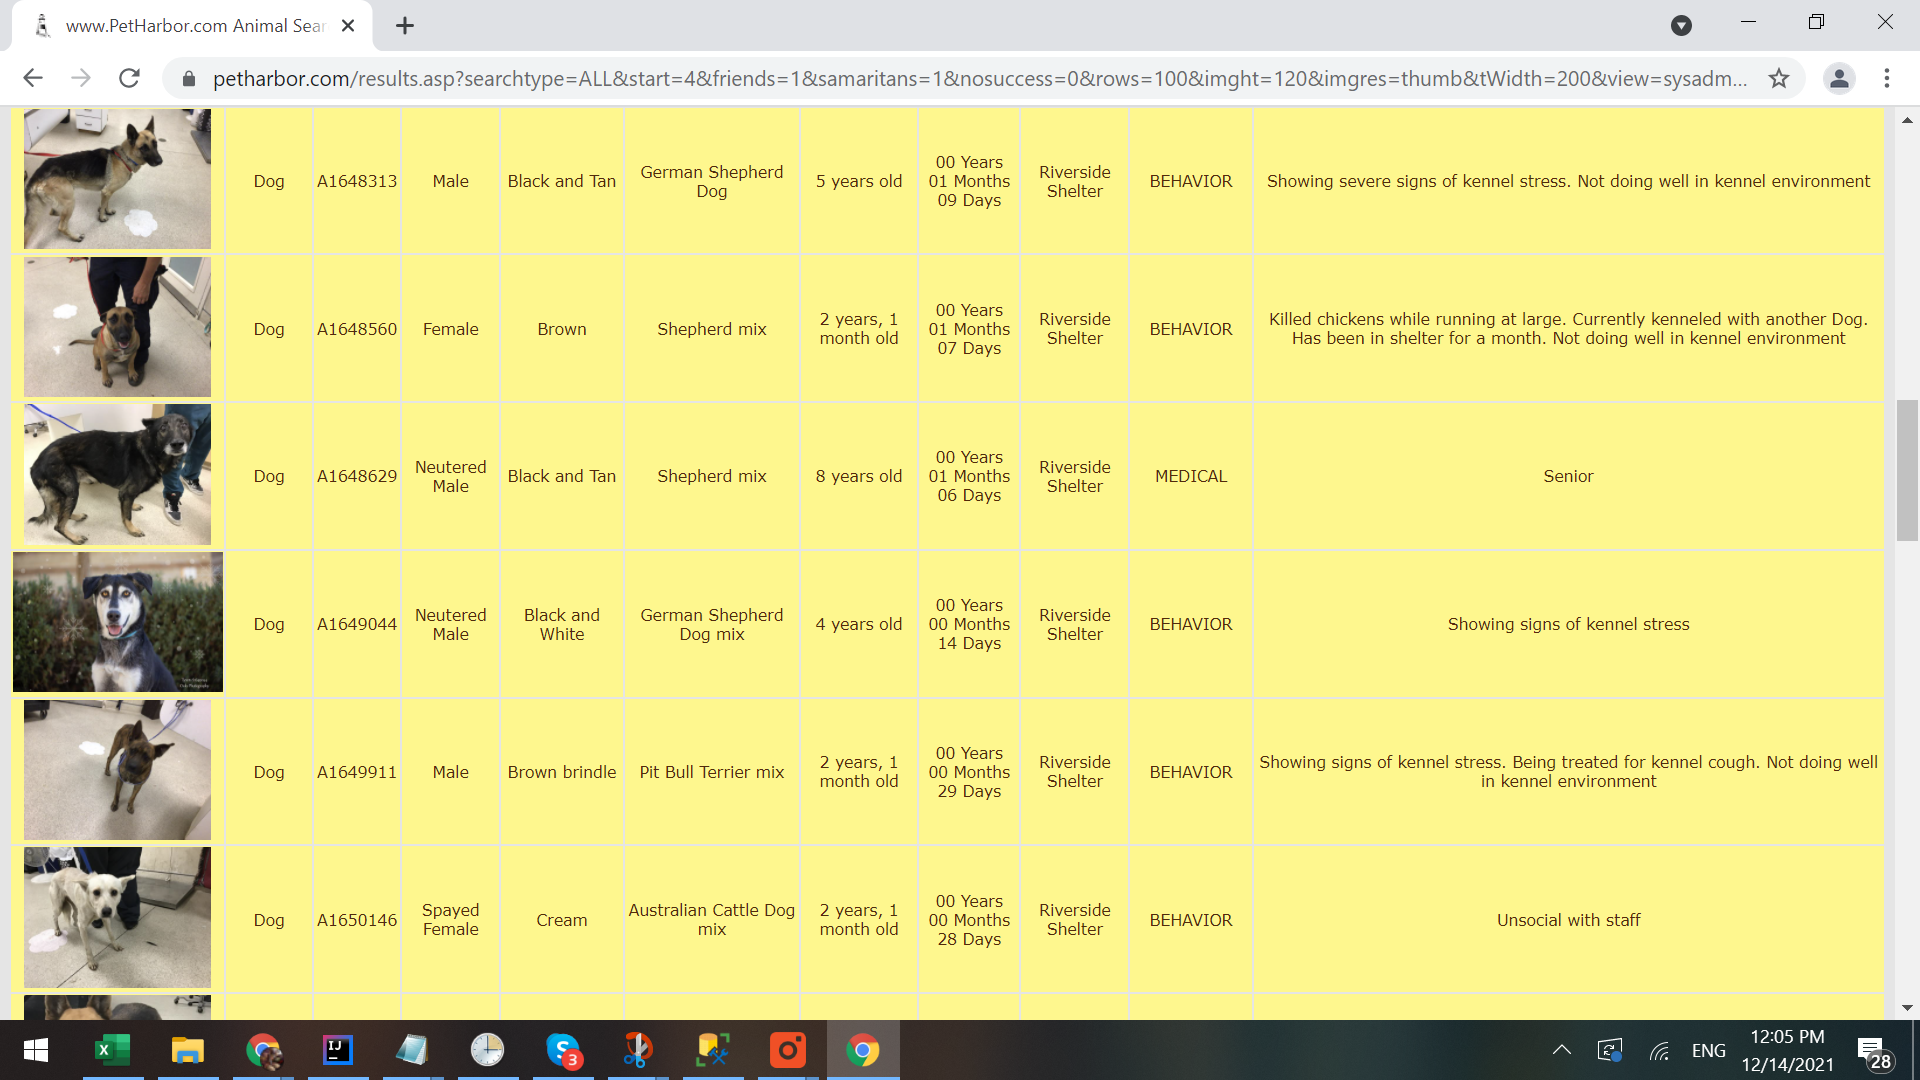 www.PetHarbor.com Animal Sear
petharbor.com/results.asp?searchtype=ALL&start=4&friends=1&samaritans=1&nosuccess=0&rows=100&imght=120&imgres=thumb&tWidth=200&view=sysadm...
Dog
A1648313
Male
Black and Tan
German Shepherd
Dog
5 years old
00 Years
01 Months
09 Days
Riverside
Shelter
BEHAVIOR
Showing severe signs of kennel stress. Not doing well in kennel environment
Dog
A1648560
Female
Brown
Shepherd mix
2 years, 1
month old
00 Years
01 Months
07 Days
Riverside
Shelter
BEHAVIOR
Killed chickens while running at large. Currently kenneled with another Dog.
Has been in shelter for a month. Not doing well in kennel environment
Dog
A1648629
Neutered
Male
Black and Tan
Shepherd mix
8 years old
00 Years
01 Months
06 Days
Riverside
Shelter
MEDICAL
Senior
Dog
A1649044
Neutered
Male
Black and
White
German Shepherd
Dog mix
4 years old
00 Years
00 Months
14 Days
Riverside
Shelter
BEHAVIOR
Showing signs of kennel stress
Dog
A1649911
Male
Brown brindle
Pit Bull Terrier mix
2 years, 1
month old
00 Years
00 Months
29 Days
Riverside
Shelter
BEHAVIOR
Showing signs of kennel stress. Being treated for kennel cough. Not doing well
in kennel environment
Dog
A1650146
Spayed
Female
Cream
Australian Cattle Dog
mix
2 years, 1
month old
00 Years
00 Months
28 Days
Riverside
Shelter
BEHAVIOR
Unsocial with staff
X
IJ
S
3
ENG
12:05 PM
12/14/2021
28